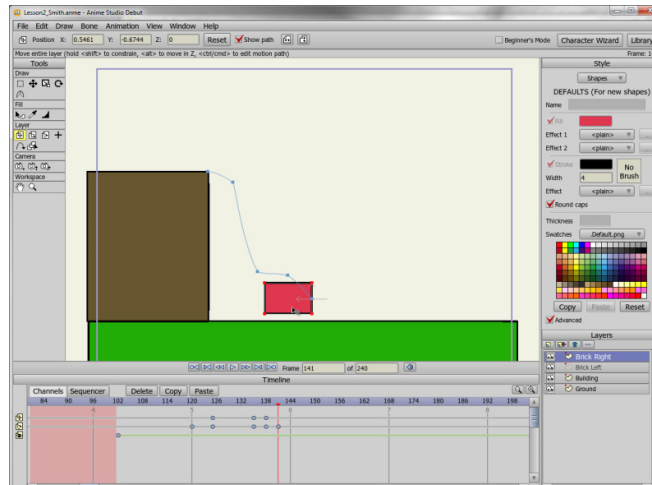 Lesson2_Smith.anme - Anime Studio Debut
File Edit Draw Bone Animation View Window Help
Position X: 0.5461 Y: -0.6744 Z: 0 Reset Show path Beginner's Mode Character Wizard Library
Move entire layer (hold <shift> to constrain, <alt> to move in Z, <ctrl/cmd> to edit motion path) Frame: 1
Tools
Draw
Fill
Layer
Camera
Workspace
Style
Shapes
DEFAULTS (For new shapes)
Name
Fill
Effect 1 <plain>
Effect 2 <plain>
Stroke No Brush
Width 4
Effect <plain>
Round caps
Thickness
Swatches .Default.png
Copy Paste Reset
Advanced
Layers
Brick Right
Brick Left
Building
Ground
Frame 141 of 240
Timeline
Channels Sequencer Delete Copy Paste
84 90 96 102 108 114 120 126 132 138 144 150 156 162 168 174 180 186 192 198
4 5 6 7 8